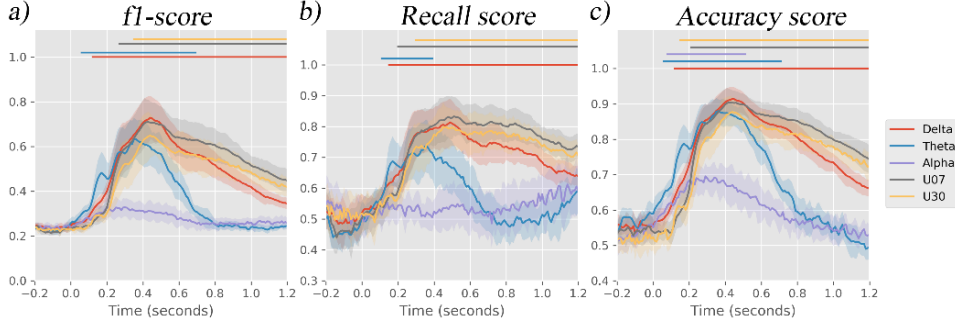 a)
f1-score
b)
Recall score
c)
Accuracy score
1.0
0.8
0.6
0.4
0.2
0.0
−0.2 0.0 0.2 0.4 0.6 0.8 1.0 1.2
Time (seconds)
1.0
0.9
0.8
0.7
0.6
0.5
0.4
0.3
−0.2 0.0 0.2 0.4 0.6 0.8 1.0 1.2
Time (seconds)
1.0
0.9
0.8
0.7
0.6
0.5
0.4
−0.2 0.0 0.2 0.4 0.6 0.8 1.0 1.2
Time (seconds)
Delta
Theta
Alpha
U07
U30